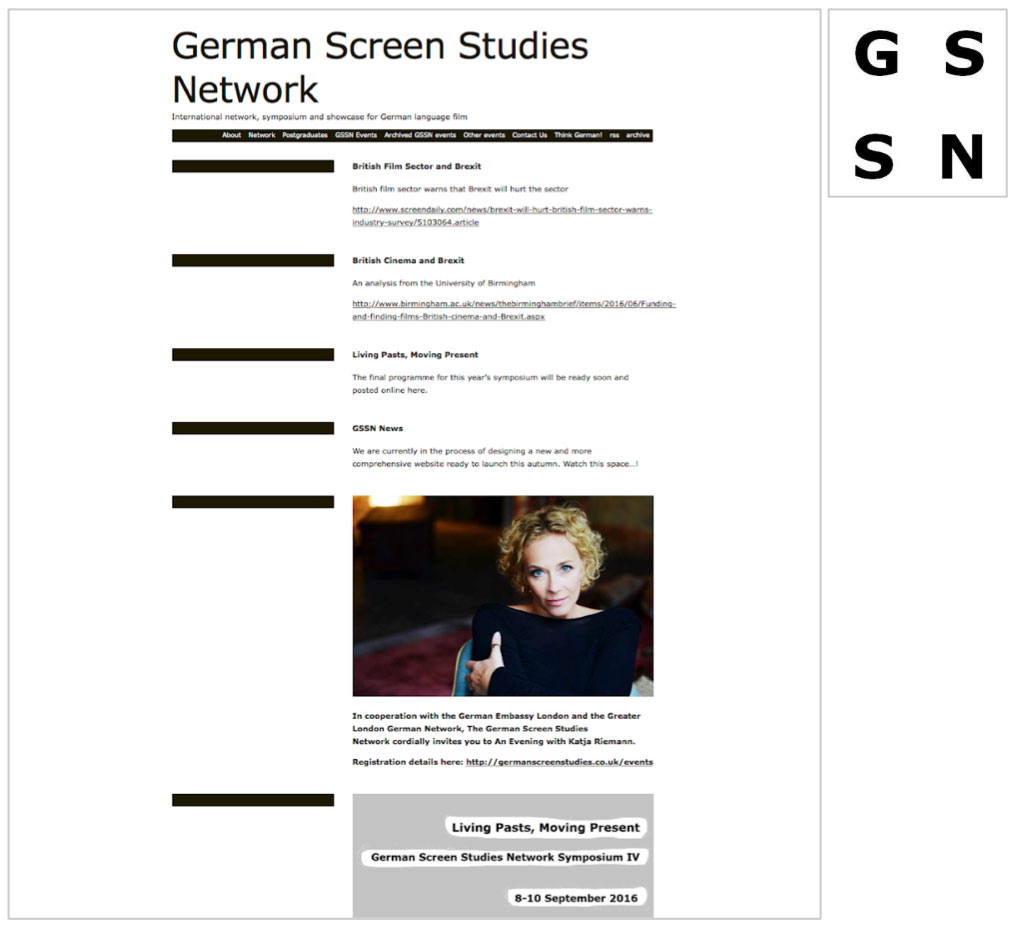 German Screen Studies
Network
International network, symposium and showcase for German language film
About Network Postgraduates GSSN Events Archived GSSN events Other events Contact Us Think German! rss archive
British Film Sector and Brexit
British film sector warns that Brexit will hurt the sector
http://www.screendaily.com/news/brexit-will-hurt-british-film-sector-warns-
industry-survey/5103064.article
British Cinema and Brexit
An analysis from the University of Birmingham
http://www.birmingham.ac.uk/news/thebirminghambrief/items/2016/06/Funding-
and-finding-films-British-cinema-and-Brexit.aspx
Living Pasts, Moving Present
The final programme for this year's symposium will be ready soon and
posted online here.
GSSN News
We are currently in the process of designing a new and more
comprehensive website ready to launch this autumn. Watch this space...!
In cooperation with the German Embassy London and the Greater
London German Network, The German Screen Studies
Network cordially invites you to An Evening with Katja Riemann.
Registration details here: http://germanscreenstudies.co.uk/events
Living Pasts, Moving Present
German Screen Studies Network Symposium IV
8-10 September 2016
G S
S N